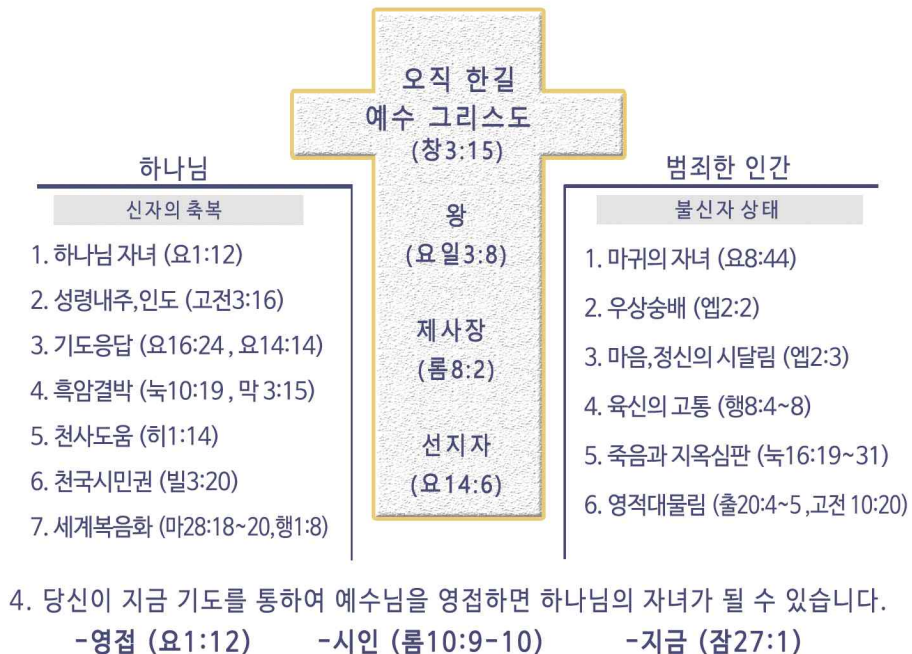 오직 한길
예수 그리스도
(창3:15)
왕
(요일3:8)
제사장
(롬8:2)
선지자
(요14:6)
하나님
신자의 축복
1. 하나님 자녀 (요1:12)
2. 성령내주,인도 (고전3:16)
3. 기도응답 (요16:24 , 요14:14)
4. 흑암결박 (눅10:19 , 막 3:15)
5. 천사도움 (히1:14)
6. 천국시민권 (빌3:20)
7. 세계복음화 (마28:18~20,행1:8)
범죄한 인간
불신자 상태
1. 마귀의 자녀 (요8:44)
2. 우상숭배 (엡2:2)
3. 마음,정신의 시달림 (엡2:3)
4. 육신의 고통 (행8:4~8)
5. 죽음과 지옥심판 (눅16:19~31)
6. 영적대물림 (출20:4~5 ,고전 10:20)
4. 당신이 지금 기도를 통하여 예수님을 영접하면 하나님의 자녀가 될 수 있습니다.
-영접 (요1:12) -시인 (롬10:9-10) -지금 (잠27:1)